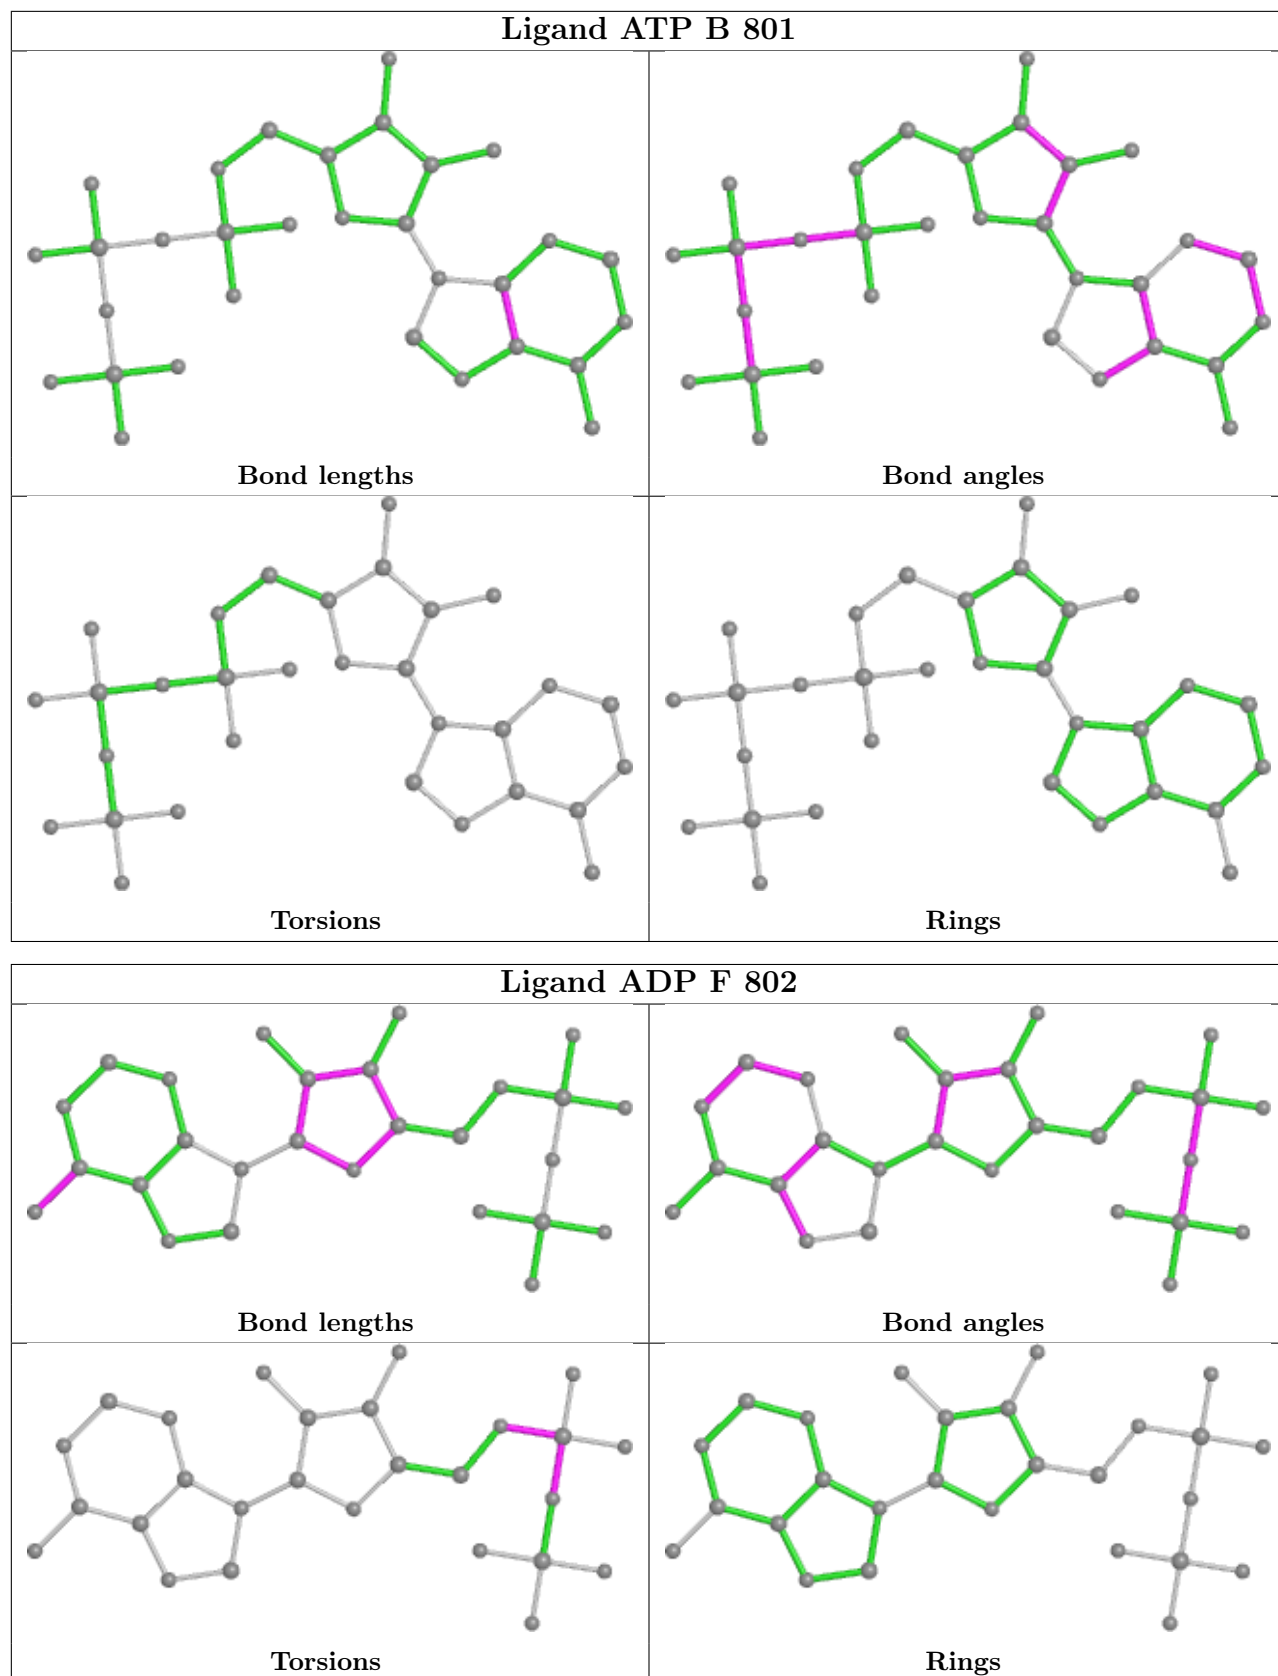 Ligand ATP B 801
Bond lengths
Bond angles
Torsions
Rings
Ligand ADP F 802
Bond lengths
Bond angles
Torsions
Rings